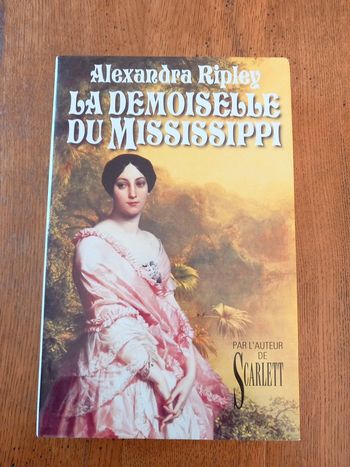 Alexandra Ripley
LA DEMOISELLE
DU MISSISSIPPI
PAR L'AUTEUR
DE
SCARLETT